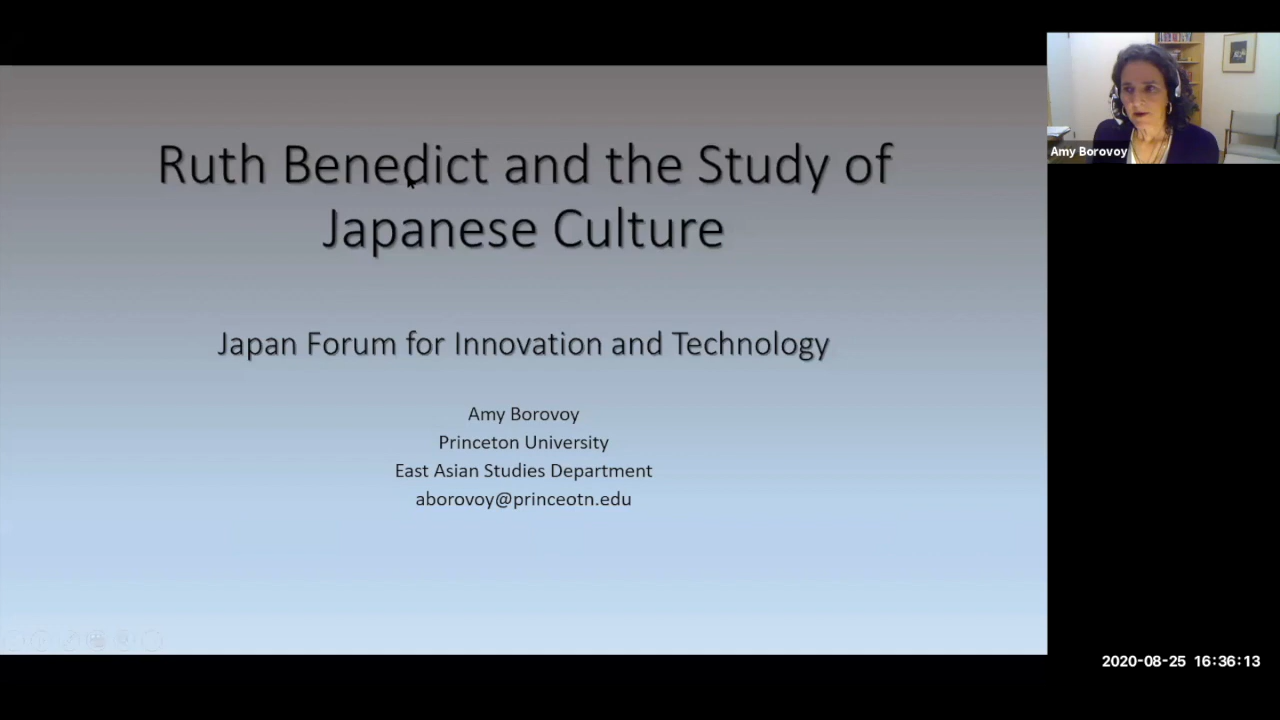 Ruth Benedict and the Study of
Japanese Culture
Japan Forum for Innovation and Technology
Amy Borovoy
Princeton University
East Asian Studies Department
aborovoy@princeotn.edu
Amy Borovoy
2020-08-25 16:36:13